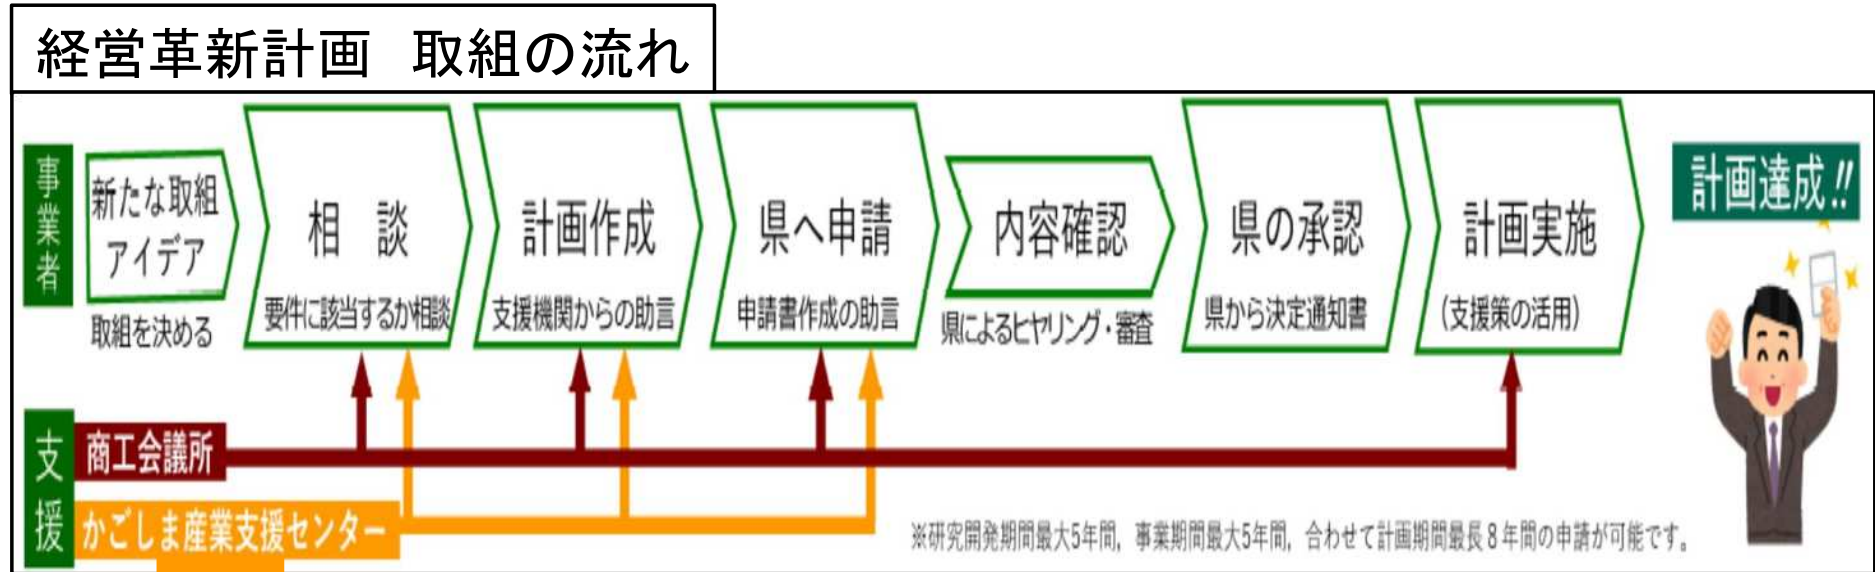 経営革新計画　取組の流れ
事業者
新たな取組
アイデア
取組を決める
相　談
要件に該当するか相談
計画作成
支援機関からの助言
県へ申請
申請書作成の助言
内容確認
県によるヒヤリング・審査
県の承認
県から決定通知書
計画実施
(支援策の活用)
計画達成!!
支援
商工会議所
かごしま産業支援センター
※研究開発期間最大5年間，事業期間最大5年間，合わせて計画期間最長８年間の申請が可能です。